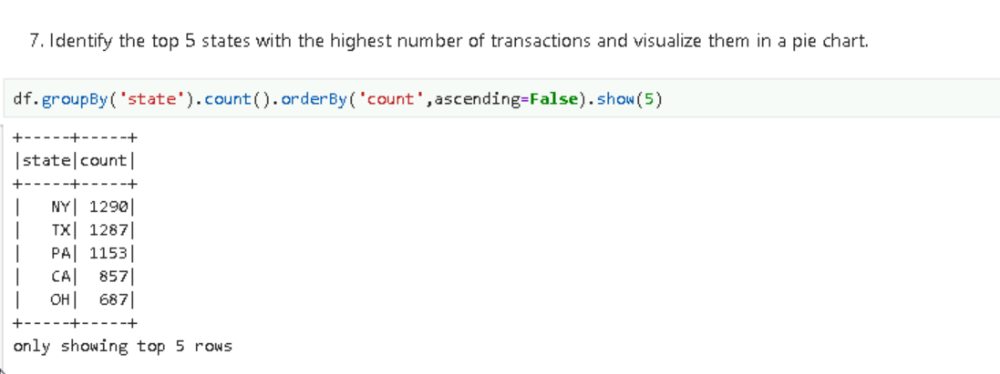 7. Identify the top 5 states with the highest number of transactions and visualize them in a pie chart.
df.groupBy('state').count().orderBy('count',ascending=False).show(5)
+-----+-----+
|state|count|
+-----+-----+
|   NY| 1290|
|   TX| 1287|
|   PA| 1153|
|   CA|  857|
|   OH|  687|
+-----+-----+
only showing top 5 rows